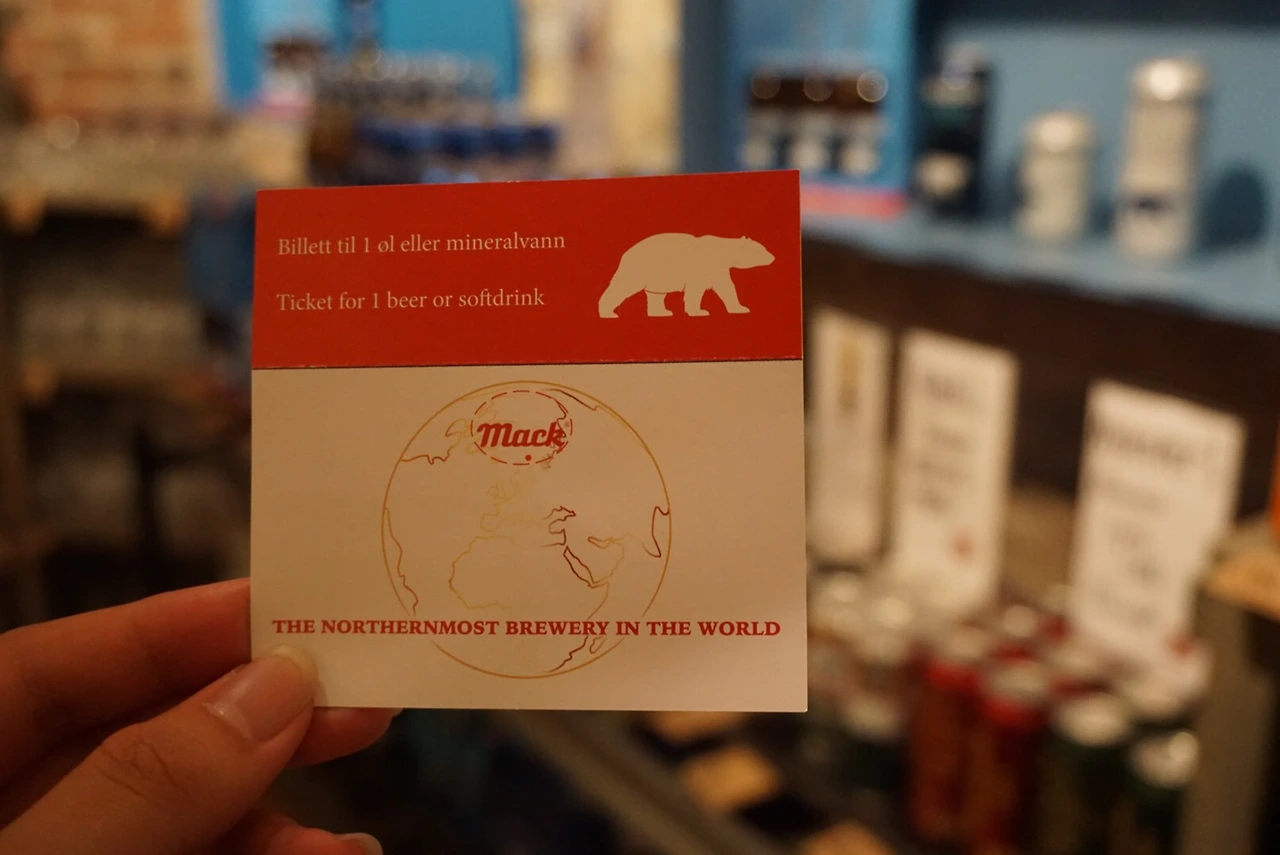 Billett til 1 øl eller mineralvann
Ticket for 1 beer or softdrink
Mack
THE NORTHERNMOST BREWERY IN THE WORLD